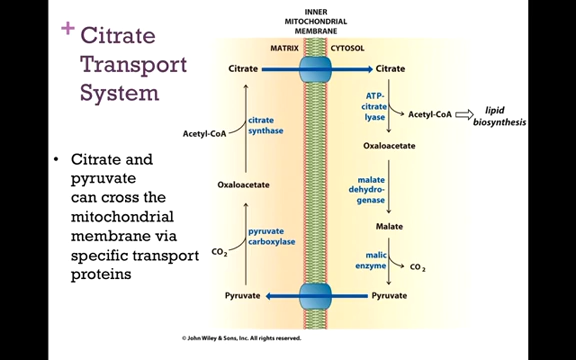 + Citrate
Transport
System
• Citrate and
pyruvate
can cross the
mitochondrial
membrane via
specific transport
proteins
INNER
MITOCHONDRIAL
MEMBRANE
MATRIX CYTOSOL
Citrate Citrate
citrate
synthase
Acetyl-CoA
ATP-
citrate
lyase
Acetyl-CoA
lipid
biosynthesis
Oxaloacetate
Oxaloacetate
malate
dehydro-
genase
pyruvate
carboxylase
CO2
Malate
malic
enzyme
CO2
Pyruvate Pyruvate
© John Wiley & Sons, Inc. All rights reserved.